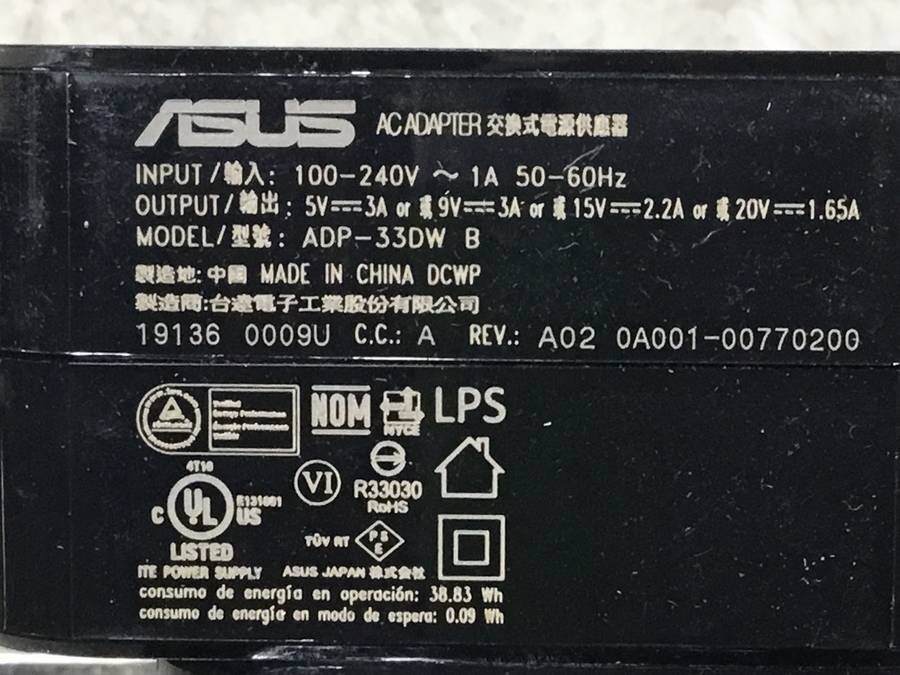 ASUS AC ADAPTER 交換式電源供應器
INPUT/輸入: 100-240V ~ 1A 50-60Hz
OUTPUT/輸出: 5V⎓3A or 或 9V⎓3A or 或 15V⎓2.2A or 或 20V⎓1.65A
MODEL/型號: ADP-33DW B
製造地:中國 MADE IN CHINA DCWP
製造商:台達電子工業股份有限公司
19136 0009U C.C.: A REV.: A02 0A001-00770200
NOM NYCE LPS
VI
R33030
RoHS
4T18
C UL US E131881
LISTED
TÜV RT PSE
ITE POWER SUPPLY ASUS JAPAN 株式会社
consumo de energía en operación: 38.83 Wh
consumo de energía en modo de espera: 0.09 Wh